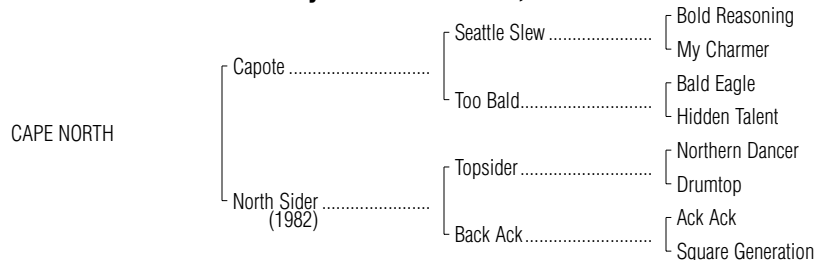 Bold Reasoning
Seattle Slew ......................
My Charmer
Capote ..............................
Bald Eagle
Too Bald............................
Hidden Talent
CAPE NORTH
Northern Dancer
Topsider............................
Drumtop
North Sider .......................
(1982)
Ack Ack
Back Ack...........................
Square Generation